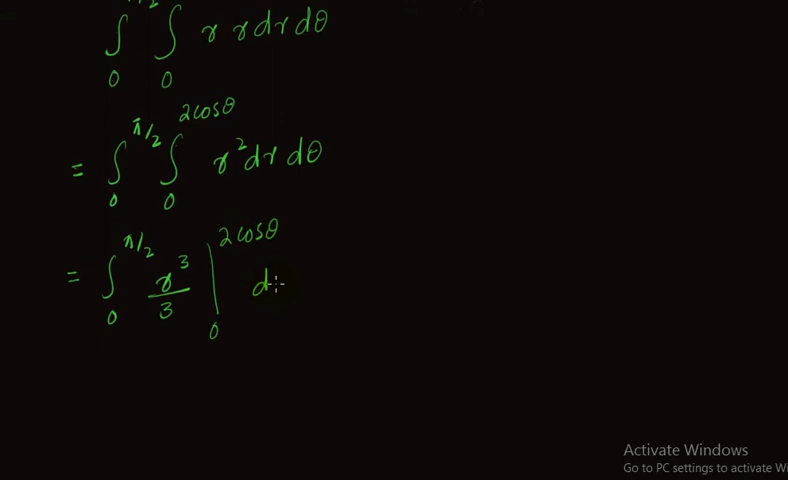 ∫₀^π/2 ∫₀ r r dr dθ
= ∫₀^π/2 ∫₀^2cosθ r² dr dθ
= ∫₀^π/2 r³/3 |₀^2cosθ d
Activate Windows
Go to PC settings to activate Wi